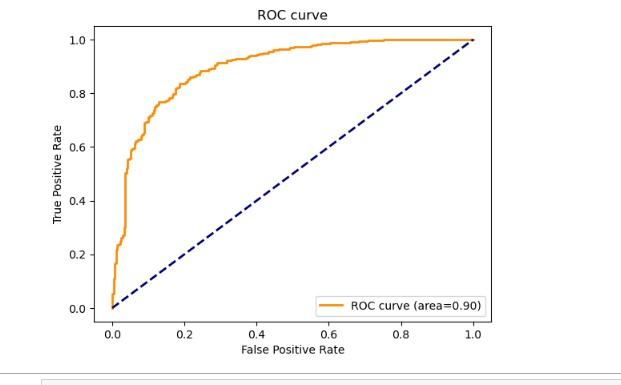 ROC curve
1.0
0.8
0.6
0.4
0.2
0.0
True Positive Rate
ROC curve (area=0.90)
0.0 0.2 0.4 0.6 0.8 1.0
False Positive Rate